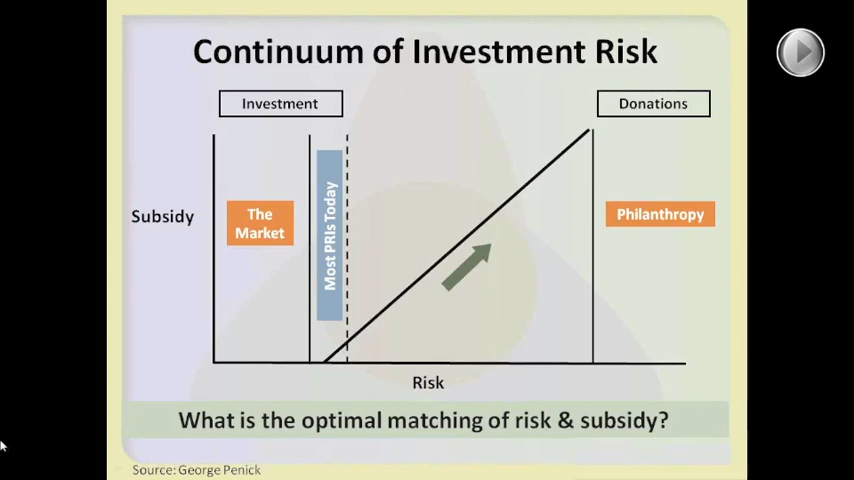 Continuum of Investment Risk
Investment
Donations
Subsidy
The
Market
Most PRIs Today
Philanthropy
Risk
What is the optimal matching of risk & subsidy?
Source: George Penick